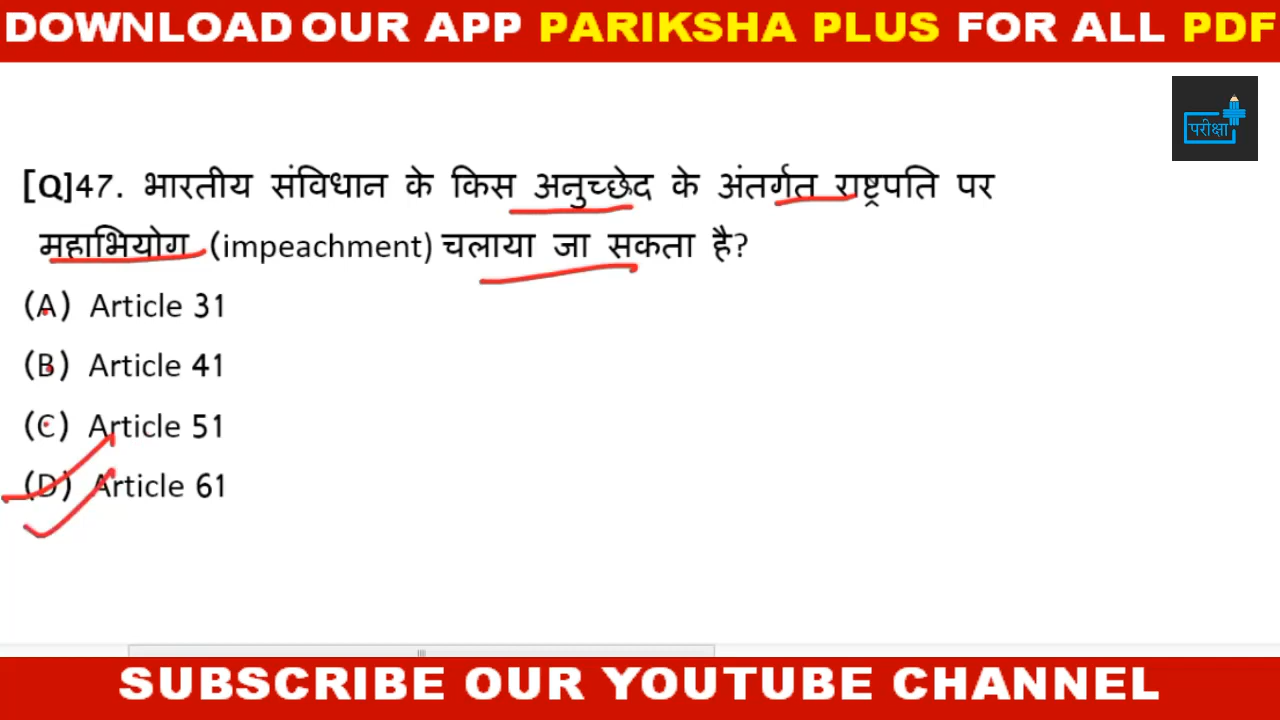 DOWNLOAD OUR APP PARIKSHA PLUS FOR ALL PDF
परीक्षा
[Q]47. भारतीय संविधान के किस अनुच्छेद के अंतर्गत राष्ट्रपति पर
महाभियोग (impeachment) चलाया जा सकता है?
(A) Article 31
(B) Article 41
(C) Article 51
(D) Article 61
SUBSCRIBE OUR YOUTUBE CHANNEL